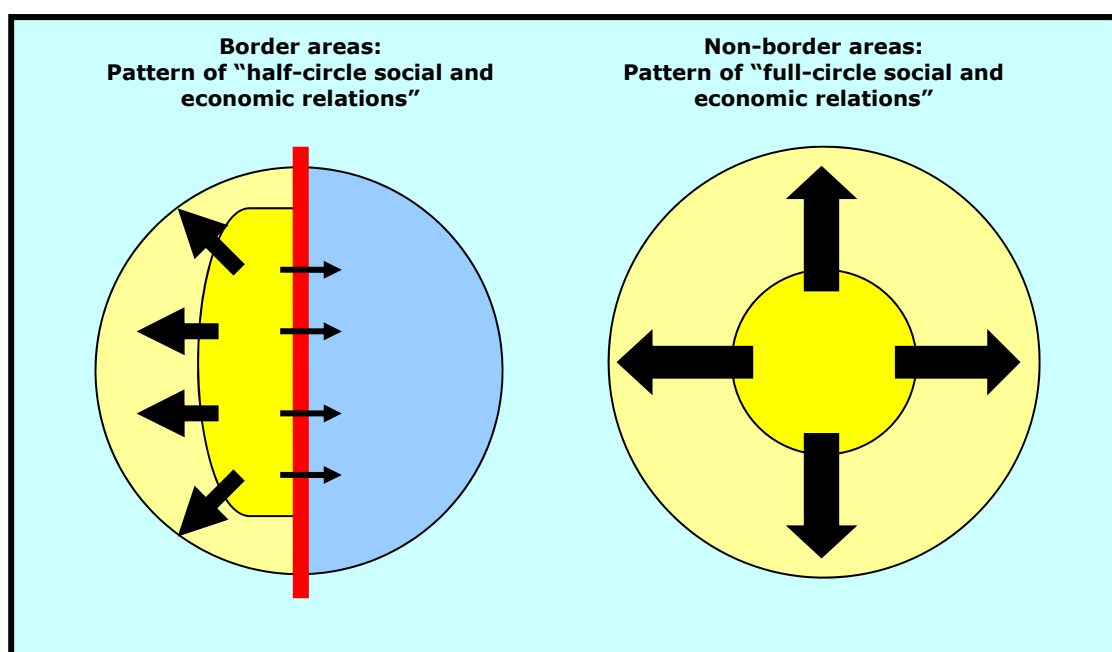 Border areas:
Pattern of “half-circle social and
economic relations”
Non-border areas:
Pattern of “full-circle social and
economic relations”